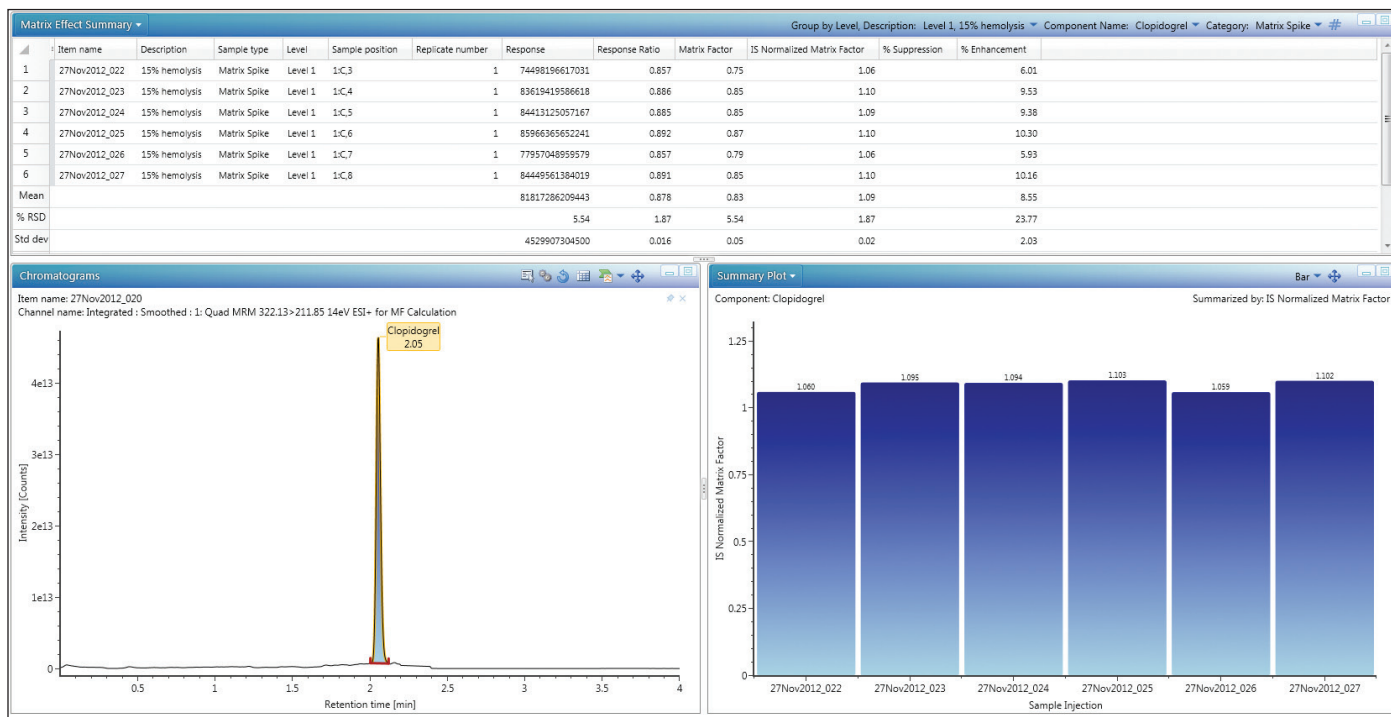 Matrix Effect Summary Group by Level, Description: Level 1, 15% hemolysis Component Name: Clopidogrel Category: Matrix Spike
Item name Description Sample type Level Sample position Replicate number Response Response Ratio Matrix Factor IS Normalized Matrix Factor % Suppression % Enhancement
1 27Nov2012_022 15% hemolysis Matrix Spike Level 1 1:C,3 1 74498196617031 0.857 0.75 1.06 6.01
2 27Nov2012_023 15% hemolysis Matrix Spike Level 1 1:C,4 1 83619419586618 0.886 0.85 1.10 9.53
3 27Nov2012_024 15% hemolysis Matrix Spike Level 1 1:C,5 1 84413125057167 0.885 0.85 1.09 9.38
4 27Nov2012_025 15% hemolysis Matrix Spike Level 1 1:C,6 1 85966365652241 0.892 0.87 1.10 10.30
5 27Nov2012_026 15% hemolysis Matrix Spike Level 1 1:C,7 1 77957048959579 0.857 0.79 1.06 5.93
6 27Nov2012_027 15% hemolysis Matrix Spike Level 1 1:C,8 1 84449561384019 0.891 0.85 1.10 10.16
Mean 81817286209443 0.878 0.83 1.09 8.55
% RSD 5.54 1.87 5.54 1.87 23.77
Std dev 4529907304500 0.016 0.05 0.02 2.03
Chromatograms
Item name: 27Nov2012_020
Channel name: Integrated : Smoothed : 1: Quad MRM 322.13>211.85 14eV ESI+ for MF Calculation
Clopidogrel
2.05
4e13
3e13
2e13
1e13
0
Intensity [Counts]
0.5 1 1.5 2 2.5 3 3.5 4
Retention time [min]
Summary Plot Bar
Component: Clopidogrel Summarized by: IS Normalized Matrix Factor
1.25
1
0.75
0.5
0.25
0
IS Normalized Matrix Factor
1.060 1.095 1.094 1.103 1.059 1.102
27Nov2012_022 27Nov2012_023 27Nov2012_024 27Nov2012_025 27Nov2012_026 27Nov2012_027
Sample Injection